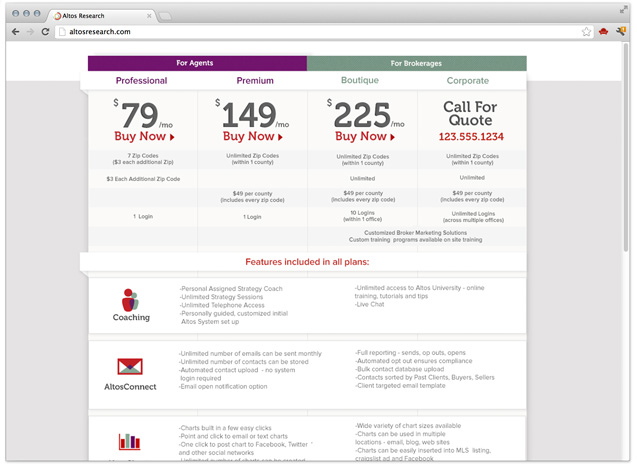 Altos Research
altosresearch.com
For Agents
For Brokerages
Professional
Premium
Boutique
Corporate
$79/mo
Buy Now
$149/mo
Buy Now
$225/mo
Buy Now
Call For
Quote
123.555.1234
7 Zip Codes
($3 each additional Zip)
Unlimited Zip Codes
(within 1 county)
Unlimited Zip Codes
(within 1 county)
Unlimited Zip Codes
(within 1 county)
$3 Each Additional Zip Code
Unlimited
Unlimited
$49 per county
(includes every zip code)
$49 per county
(includes every zip code)
$49 per county
(includes every zip code)
1 Login
1 Login
10 Logins
(within 1 office)
Unlimited Logins
(across multiple offices)
Customized Broker Marketing Solutions
Custom training programs available on site training
Features included in all plans:
Coaching
-Personal Assigned Strategy Coach
-Unlimited Strategy Sessions
-Unlimited Telephone Access
-Personally guided, customized initial
Altos System set up
-Unlimited access to Altos University - online
training, tutorials and tips
-Live Chat
AltosConnect
-Unlimited number of emails can be sent monthly
-Unlimited number of contacts can be stored
-Automated contact upload - no system
login required
-Email open notification option
-Full reporting - sends, op outs, opens
-Automated opt out ensures compliance
-Bulk contact database upload
-Contacts sorted by Past Clients, Buyers, Sellers
-Client targeted email template
-Charts built in a few easy clicks
-Point and click to email or text charts
-One click to post chart to Facebook, Twitter
and other social networks
-Unlimited number of charts can be created
-Wide variety of chart sizes available
-Charts can be used in multiple
locations - email, blog, web sites
-Charts can be easily inserted into MLS listing,
craigslist ad and Facebook